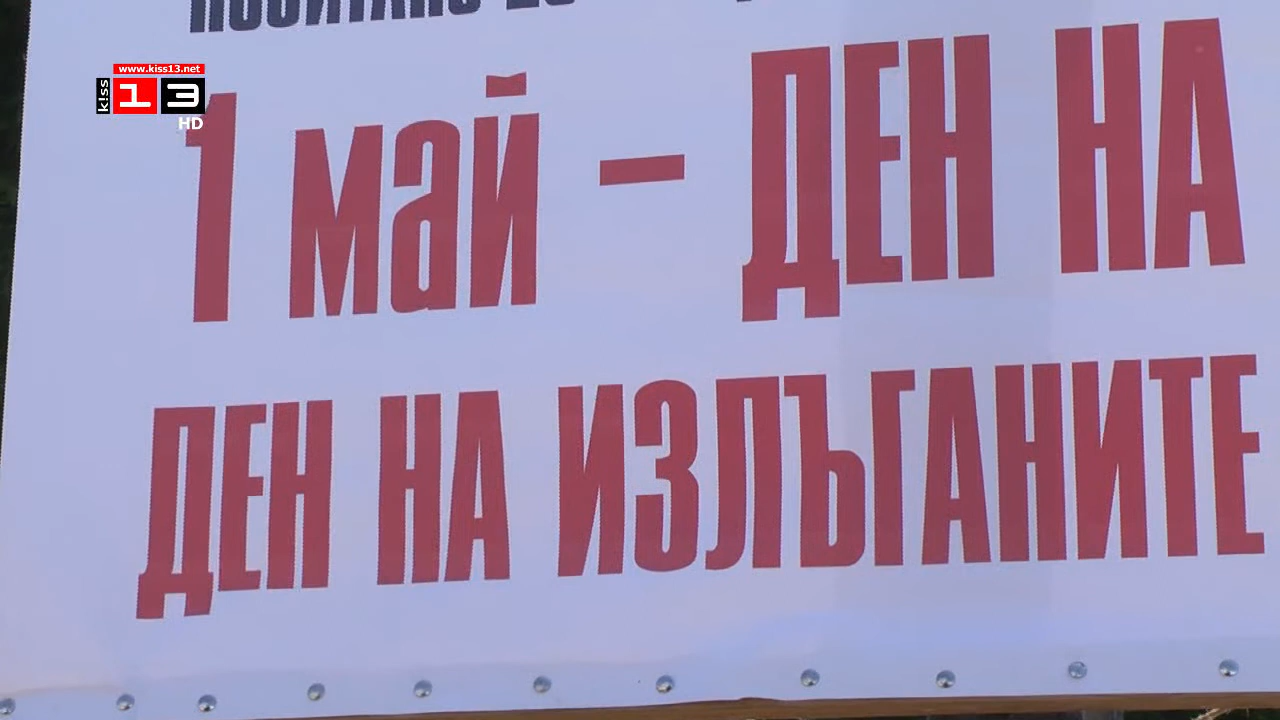 www.kiss13.net
kiss 13
HD
1 май – ДЕН НА
ДЕН НА ИЗЛЪГАНИТЕ